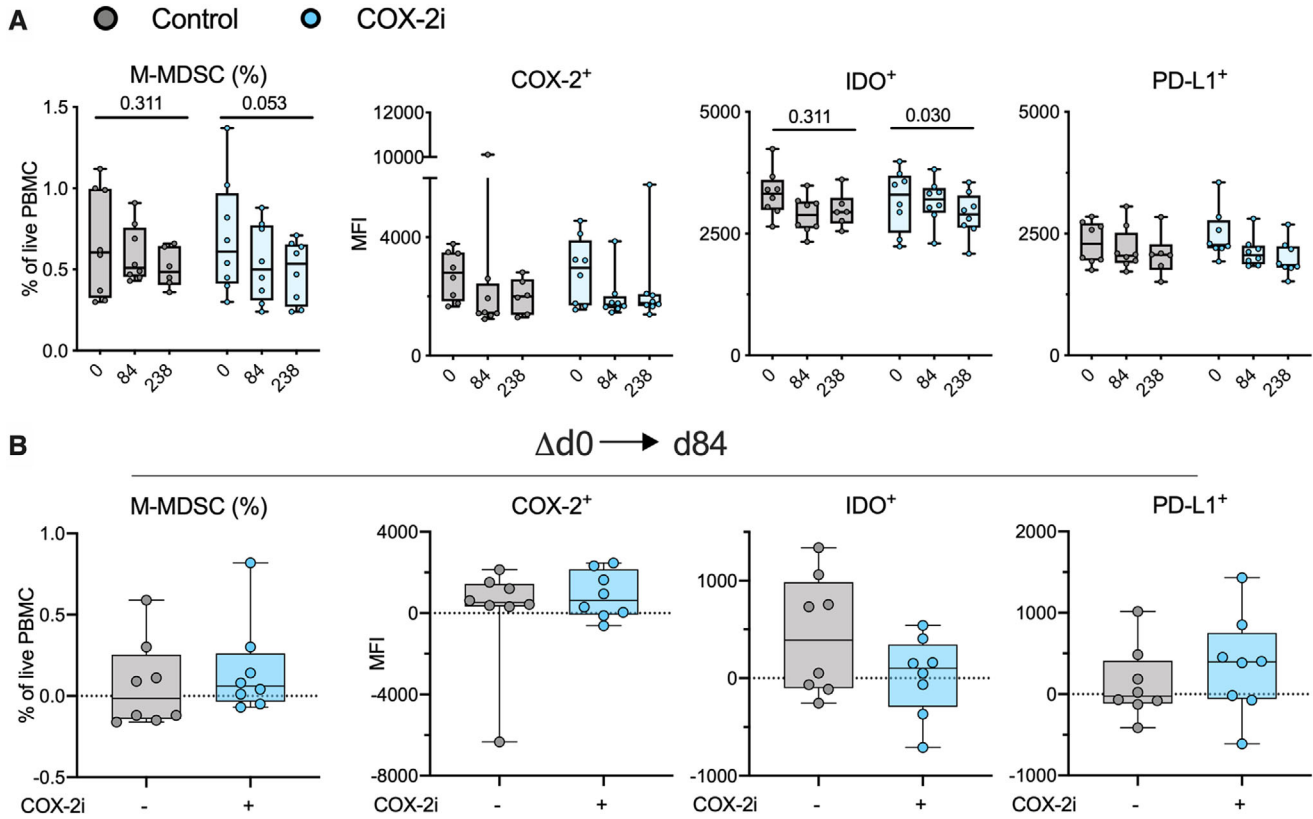 A
Control
COX-2i
M-MDSC (%)
COX-2+
IDO+
PD-L1+
0.311
0.053
0.311
0.030
% of live PBMC
1.5
1.0
0.5
0.0
MFI
12000
10000
4000
0
5000
2500
0
5000
2500
0
0 84 238 0 84 238
0 84 238 0 84 238
0 84 238 0 84 238
0 84 238 0 84 238
B
Δd0 → d84
M-MDSC (%)
COX-2+
IDO+
PD-L1+
% of live PBMC
1.0
0.5
0.0
-0.5
MFI
4000
0
-4000
-8000
1000
0
-1000
2000
1000
0
-1000
COX-2i - +
COX-2i - +
COX-2i - +
COX-2i - +